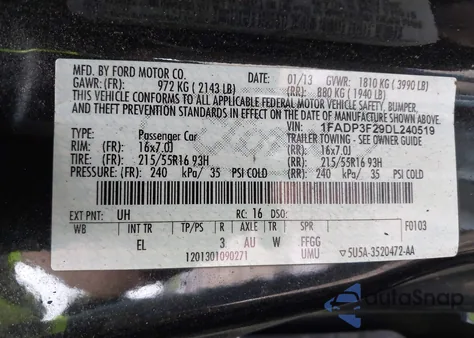 MFD. BY FORD MOTOR CO.
DATE: 01/13 GVWR: 1810 KG (3990 LB)
GAWR: (FR): 972 KG (2143 LB) (RR): 880 KG (1940 LB)
THIS VEHICLE CONFORMS TO ALL APPLICABLE FEDERAL MOTOR VEHICLE SAFETY, BUMPER,
AND THEFT PREVENTION STANDARDS IN EFFECT ON THE DATE OF MANUFACTURE SHOWN ABOVE.
VIN: 1FADP3F29DL240519
TYPE: Passenger Car TRAILER TOWING - SEE OWNER GUIDE
RIM: (FR): 16x7.0J (RR): 16x7.0J
TIRE: (FR): 215/55R16 93H (RR): 215/55R16 93H
PRESSURE: (FR): 240 kPa/ 35 PSI COLD (RR): 240 kPa/ 35 PSI COLD
EXT PNT: UH RC: 16 DSO:
WB INT TR TP/PS R AXLE TR SPR F0103
EL 3 AU W FFGG
1201301090271 UMU ▽5U5A-3520472-AA
AutoSnap